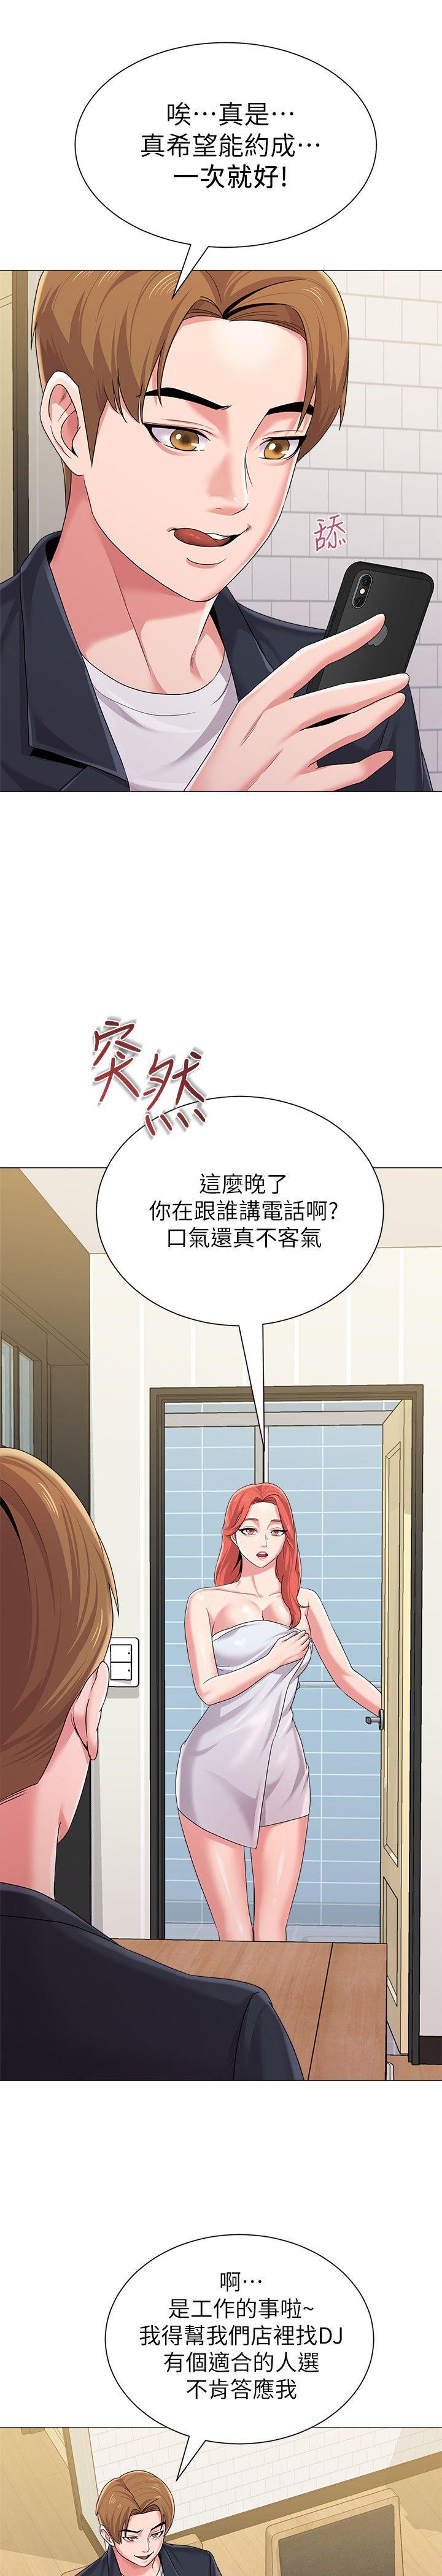 唉…真是…
真希望能約成…
一次就好!
舔
突然
這麼晚了
你在跟誰講電話啊?
口氣還真不客氣
啊…
是工作的事啦~
我得幫我們店裡找DJ
有個適合的人選
不肯答應我